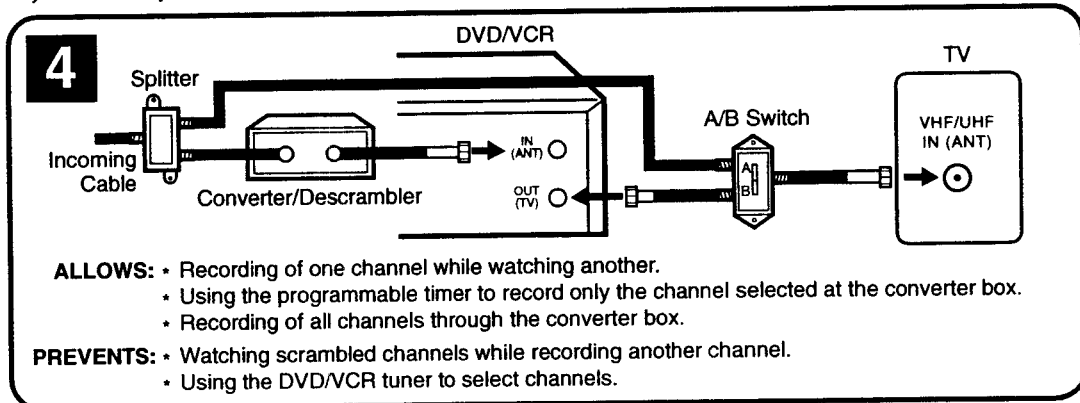 4
DVD/VCR
TV
Splitter
A/B Switch
VHF/UHF
IN (ANT)
IN
(ANT)
A
B
Incoming
Cable
Converter/Descrambler
OUT
(TV)
ALLOWS: * Recording of one channel while watching another.
* Using the programmable timer to record only the channel selected at the converter box.
* Recording of all channels through the converter box.
PREVENTS: * Watching scrambled channels while recording another channel.
* Using the DVD/VCR tuner to select channels.